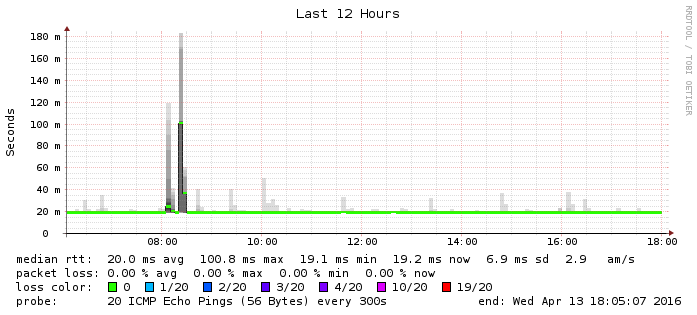 Last 12 Hours
RRDTOOL / TOBI OETIKER
Seconds
180 m
160 m
140 m
120 m
100 m
80 m
60 m
40 m
20 m
0
08:00 10:00 12:00 14:00 16:00 18:00
median rtt: 20.0 ms avg 100.8 ms max 19.1 ms min 19.2 ms now 6.9 ms sd 2.9 am/s
packet loss: 0.00 % avg 0.00 % max 0.00 % min 0.00 % now
loss color: 0 1/20 2/20 3/20 4/20 10/20 19/20
probe: 20 ICMP Echo Pings (56 Bytes) every 300s end: Wed Apr 13 18:05:07 2016